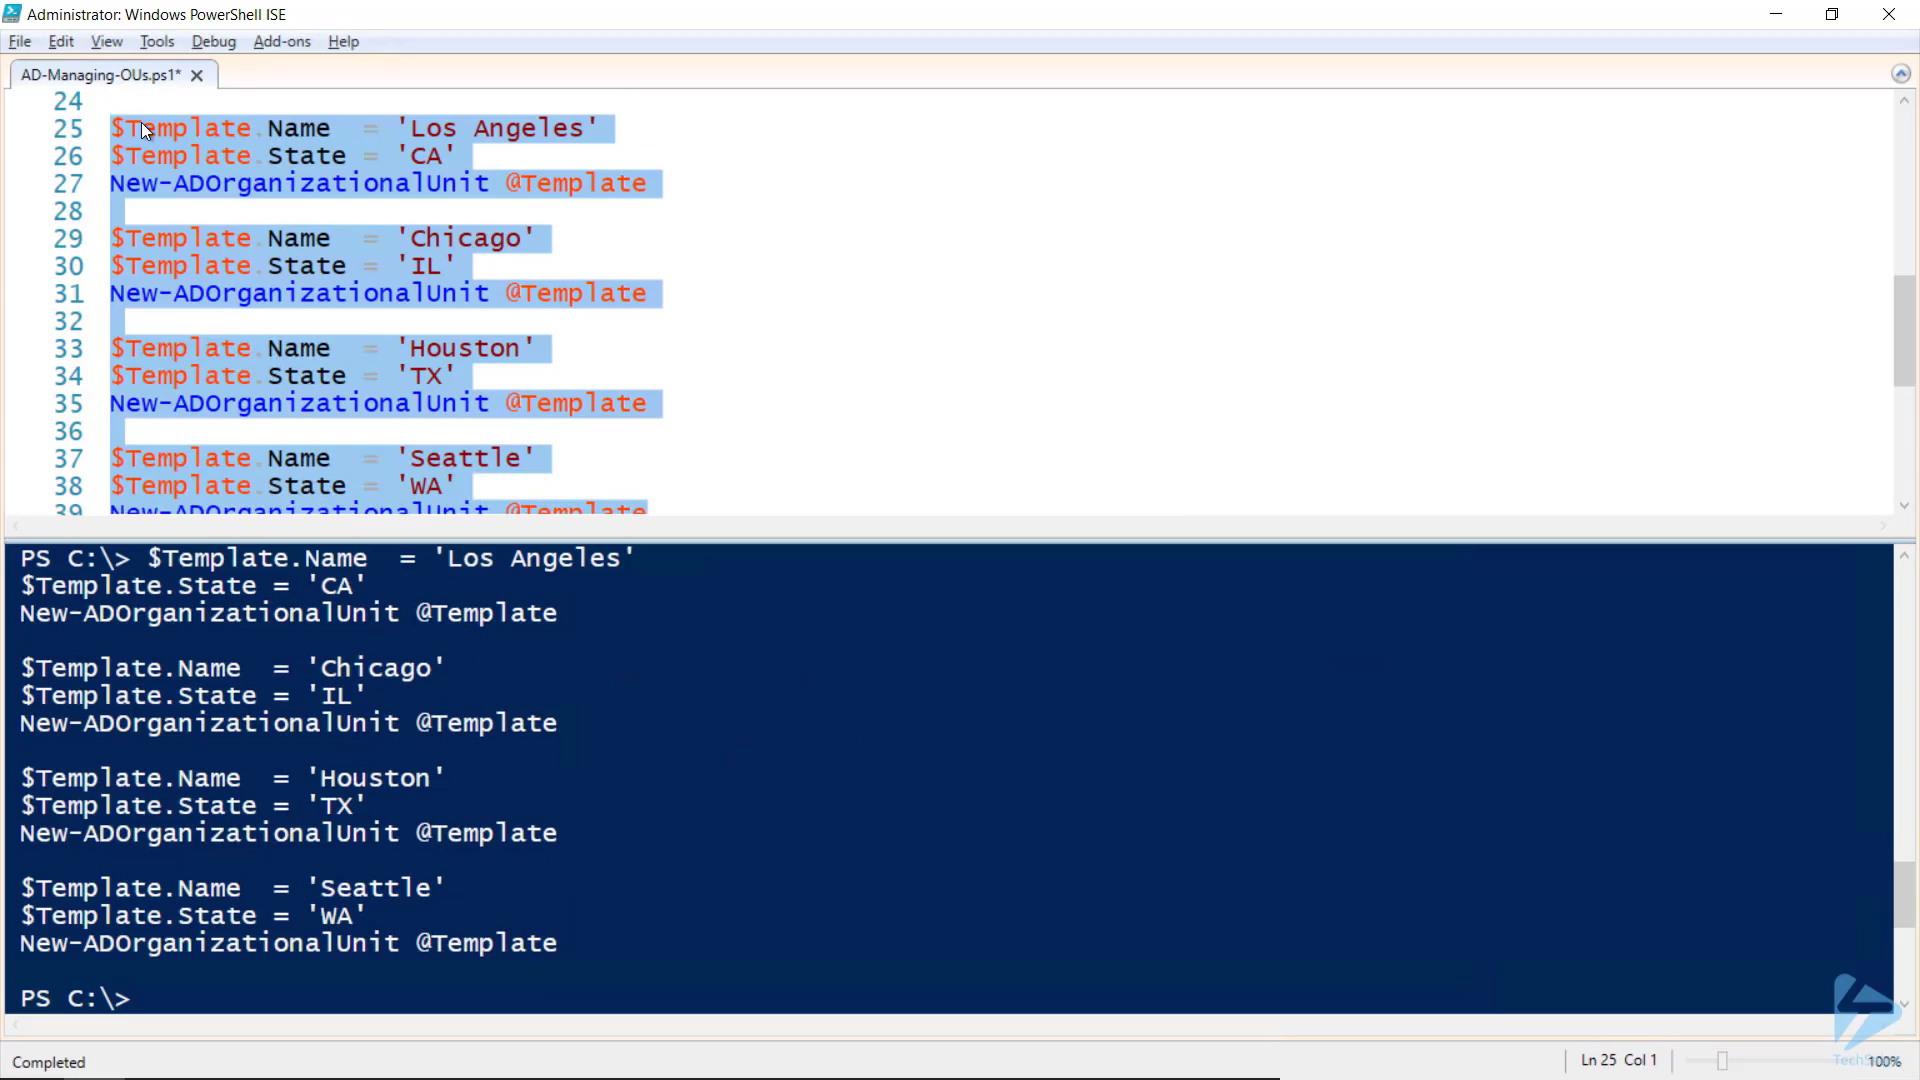 Administrator: Windows PowerShell ISE
File Edit View Tools Debug Add-ons Help
AD-Managing-OUs.ps1*
24
25 $Template.Name  = 'Los Angeles'
26 $Template.State = 'CA'
27 New-ADOrganizationalUnit @Template
28
29 $Template.Name  = 'Chicago'
30 $Template.State = 'IL'
31 New-ADOrganizationalUnit @Template
32
33 $Template.Name  = 'Houston'
34 $Template.State = 'TX'
35 New-ADOrganizationalUnit @Template
36
37 $Template.Name  = 'Seattle'
38 $Template.State = 'WA'
39 New-ADOrganizationalUnit @Template
PS C:\> $Template.Name  = 'Los Angeles'
$Template.State = 'CA'
New-ADOrganizationalUnit @Template
$Template.Name  = 'Chicago'
$Template.State = 'IL'
New-ADOrganizationalUnit @Template
$Template.Name  = 'Houston'
$Template.State = 'TX'
New-ADOrganizationalUnit @Template
$Template.Name  = 'Seattle'
$Template.State = 'WA'
New-ADOrganizationalUnit @Template
PS C:\>
Completed
Ln 25 Col 1
100%